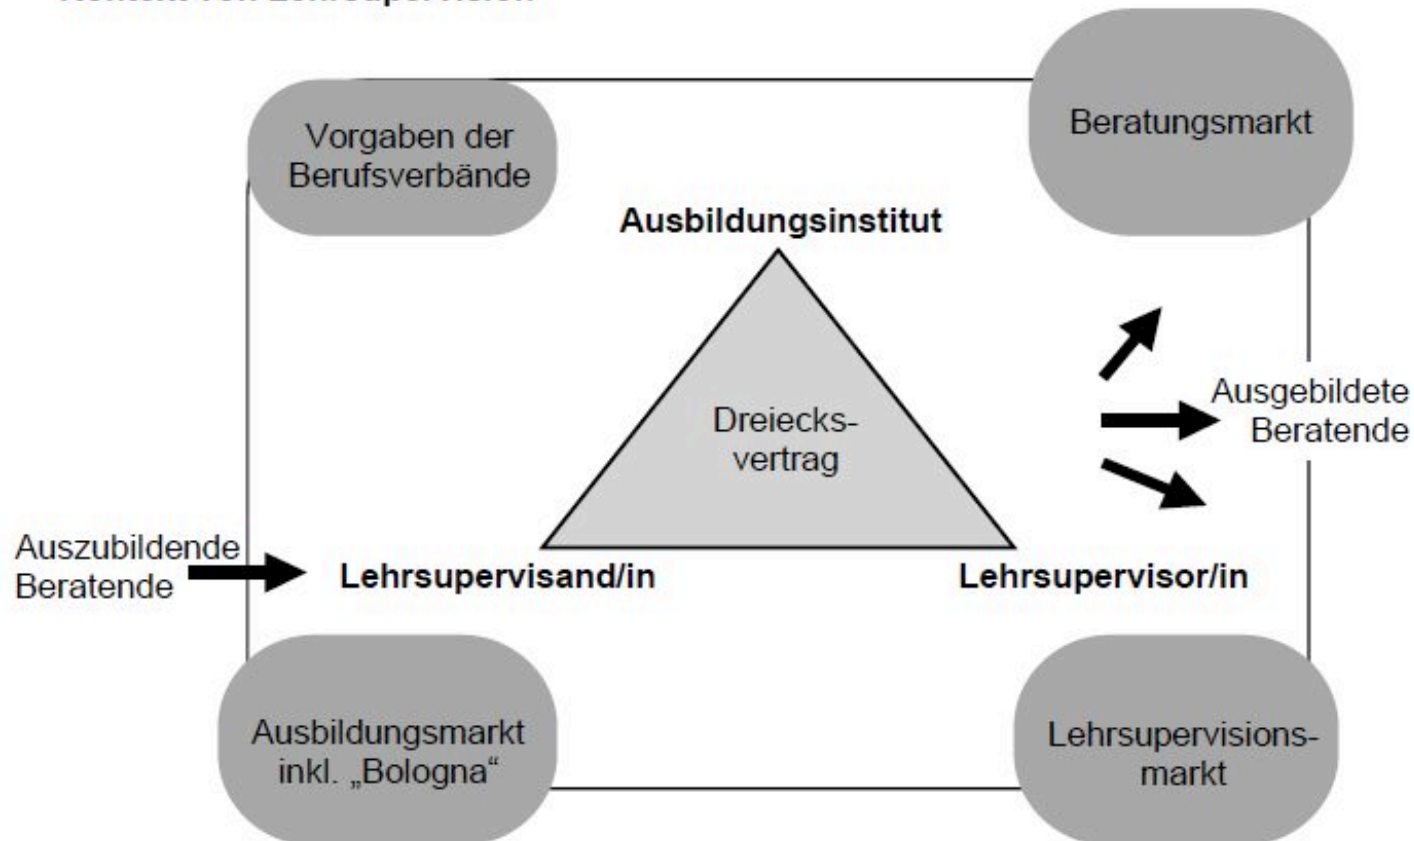 Vorgaben der
Berufsverbände
Beratungsmarkt
Ausbildungsinstitut
Dreiecks-
vertrag
Ausgebildete
Beratende
Auszubildende
Beratende
Lehrsupervisand/in
Lehrsupervisor/in
Ausbildungsmarkt
inkl. „Bologna“
Lehrsupervisions-
markt